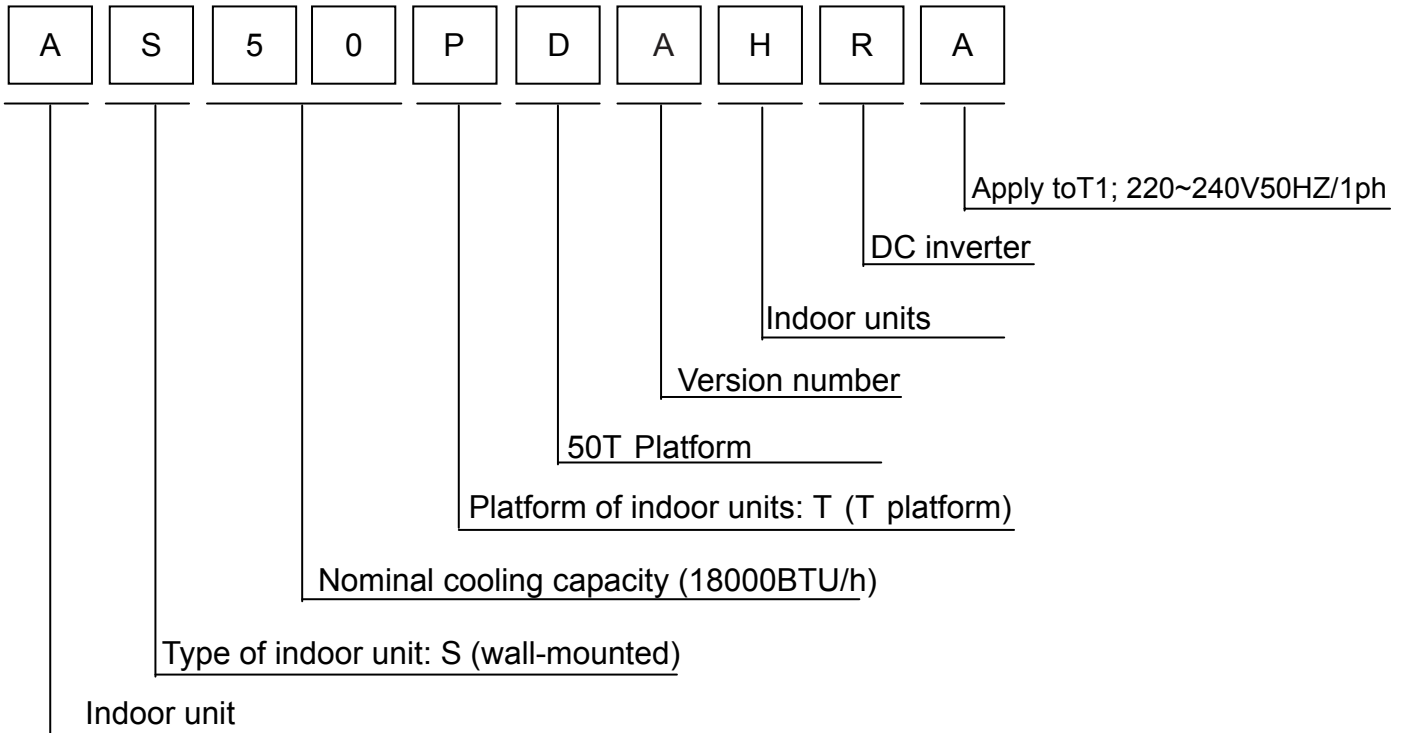 A S 5 0 P D A H R A
Apply toT1; 220~240V50HZ/1ph
DC inverter
Indoor units
Version number
50T Platform
Platform of indoor units: T (T platform)
Nominal cooling capacity (18000BTU/h)
Type of indoor unit: S (wall-mounted)
Indoor unit